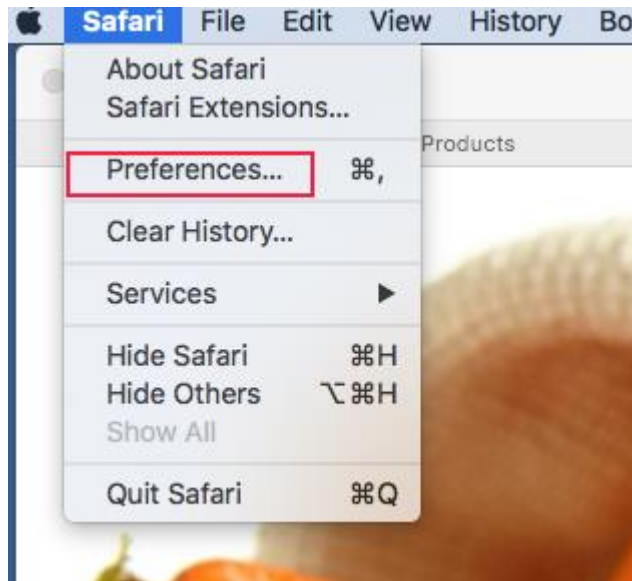 Safari File Edit View History Bo
About Safari
Safari Extensions...
Products
Preferences... ⌘,
Clear History...
Services ▶
Hide Safari ⌘H
Hide Others ⌥⌘H
Show All
Quit Safari ⌘Q